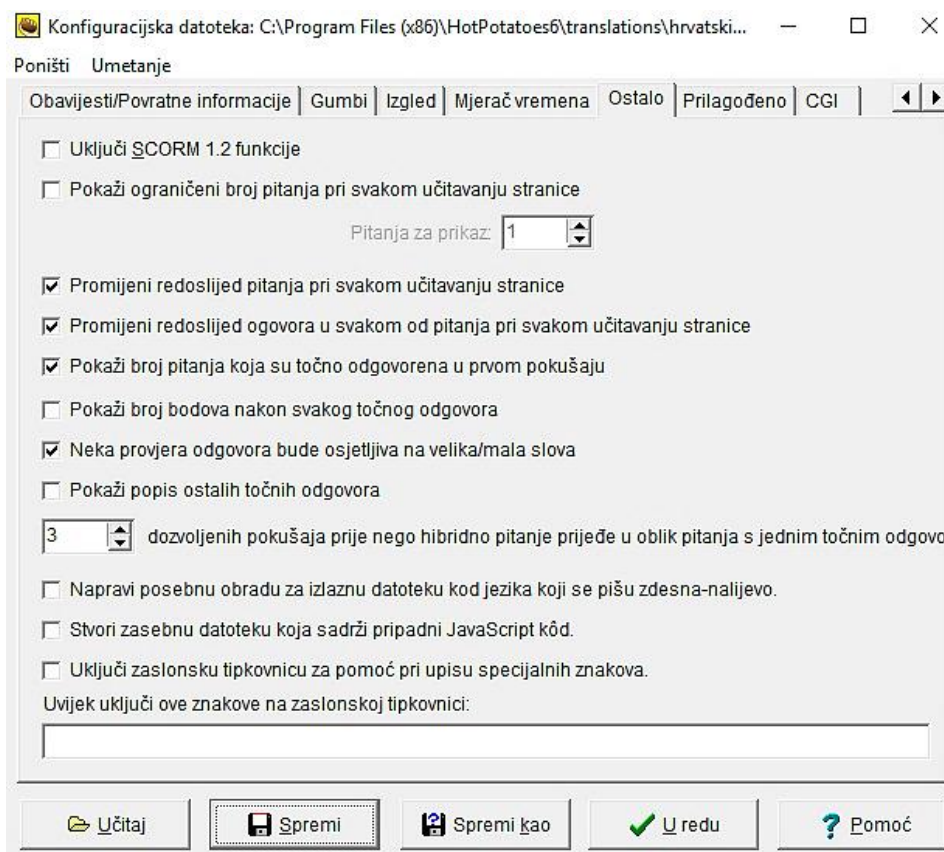 Konfiguracijska datoteka: C:\Program Files (x86)\HotPotatoes6\translations\hrvatski...
Poništi Umetanje
Obavijesti/Povratne informacije Gumbi Izgled Mjerač vremena Ostalo Prilagođeno CGI
Uključi SCORM 1.2 funkcije
Pokaži ograničeni broj pitanja pri svakom učitavanju stranice
Pitanja za prikaz: 1
Promijeni redoslijed pitanja pri svakom učitavanju stranice
Promijeni redoslijed ogovora u svakom od pitanja pri svakom učitavanju stranice
Pokaži broj pitanja koja su točno odgovorena u prvom pokušaju
Pokaži broj bodova nakon svakog točnog odgovora
Neka provjera odgovora bude osjetljiva na velika/mala slova
Pokaži popis ostalih točnih odgovora
3 dozvoljenih pokušaja prije nego hibridno pitanje prijeđe u oblik pitanja s jednim točnim odgovo
Napravi posebnu obradu za izlaznu datoteku kod jezika koji se pišu zdesna-nalijevo.
Stvori zasebnu datoteku koja sadrži pripadni JavaScript kôd.
Uključi zaslonsku tipkovnicu za pomoć pri upisu specijalnih znakova.
Uvijek uključi ove znakove na zaslonskoj tipkovnici:
Učitaj Spremi Spremi kao U redu Pomoć